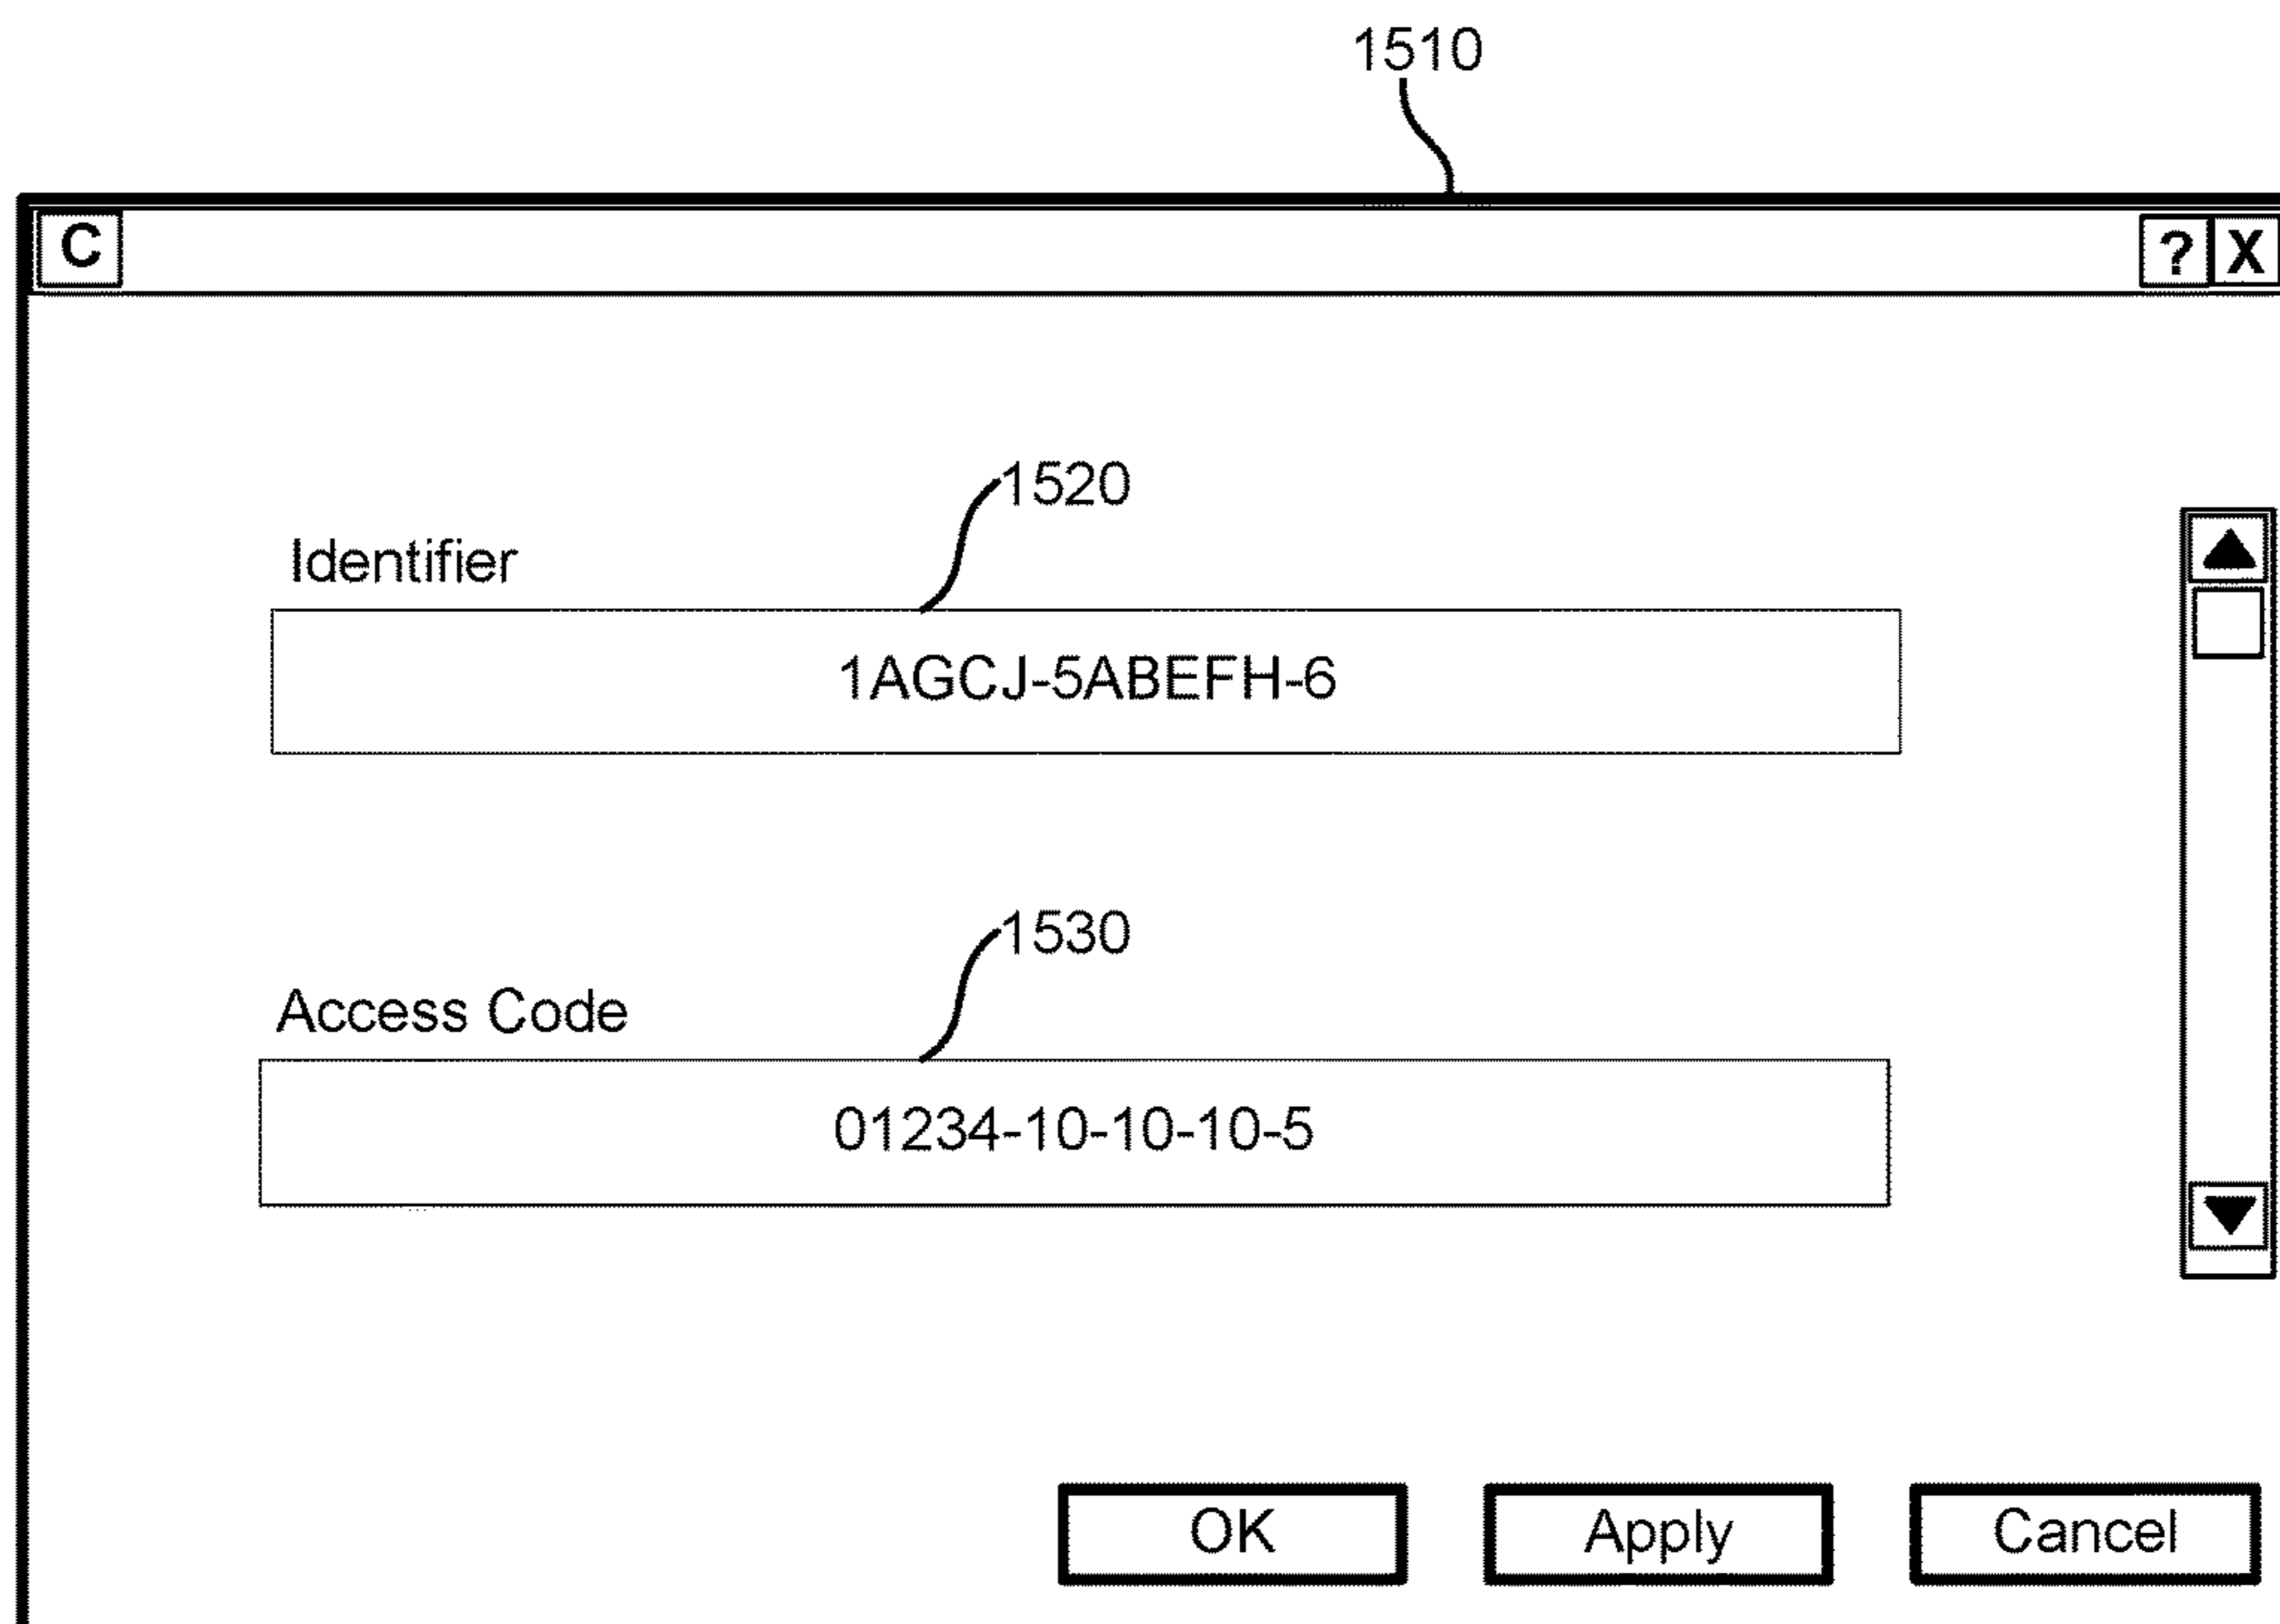 1510
C ? X
1520
Identifier
1AGCJ-5ABEFH-6
1530
Access Code
01234-10-10-10-5
OK Apply Cancel